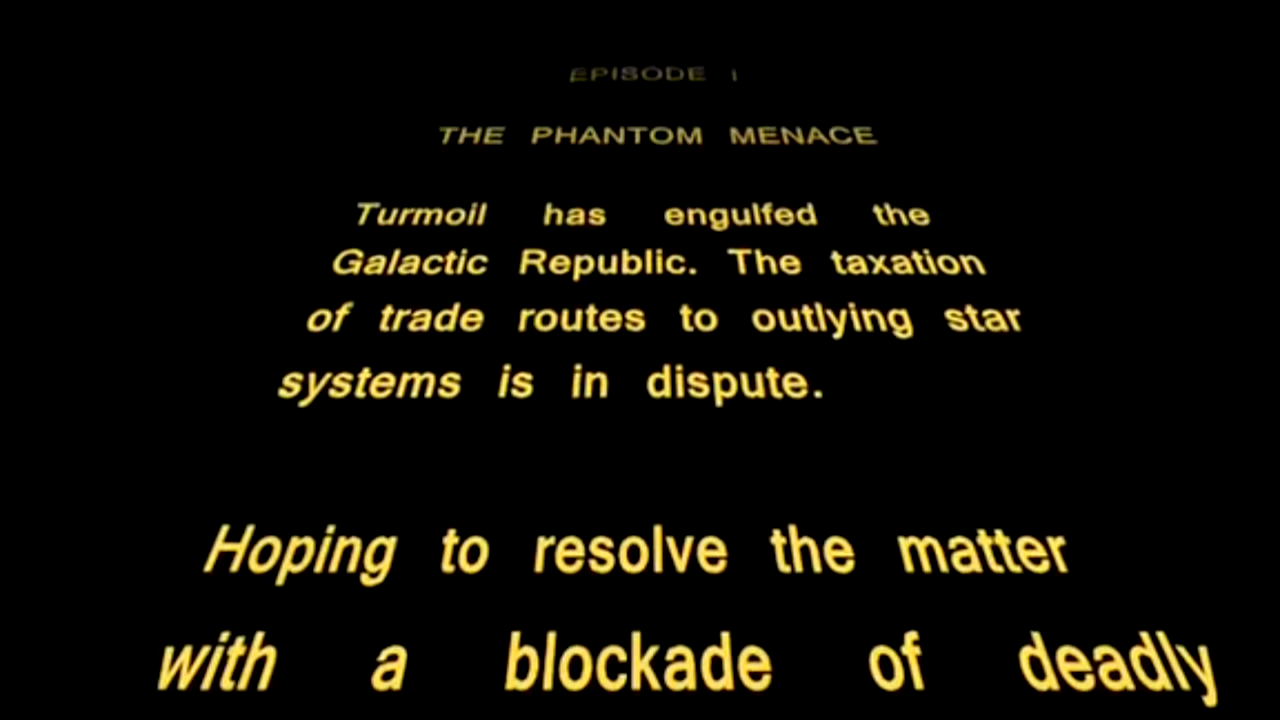 EPISODE I
THE PHANTOM MENACE
Turmoil has engulfed the
Galactic Republic. The taxation
of trade routes to outlying star
systems is in dispute.
Hoping to resolve the matter
with a blockade of deadly